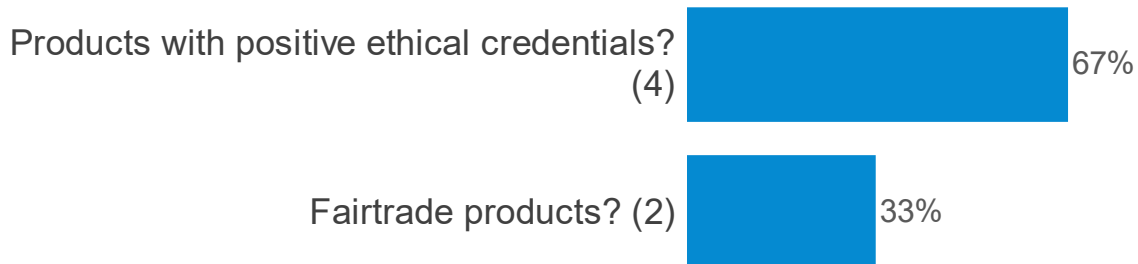 Products with positive ethical credentials?
(4)
67%
Fairtrade products? (2)
33%